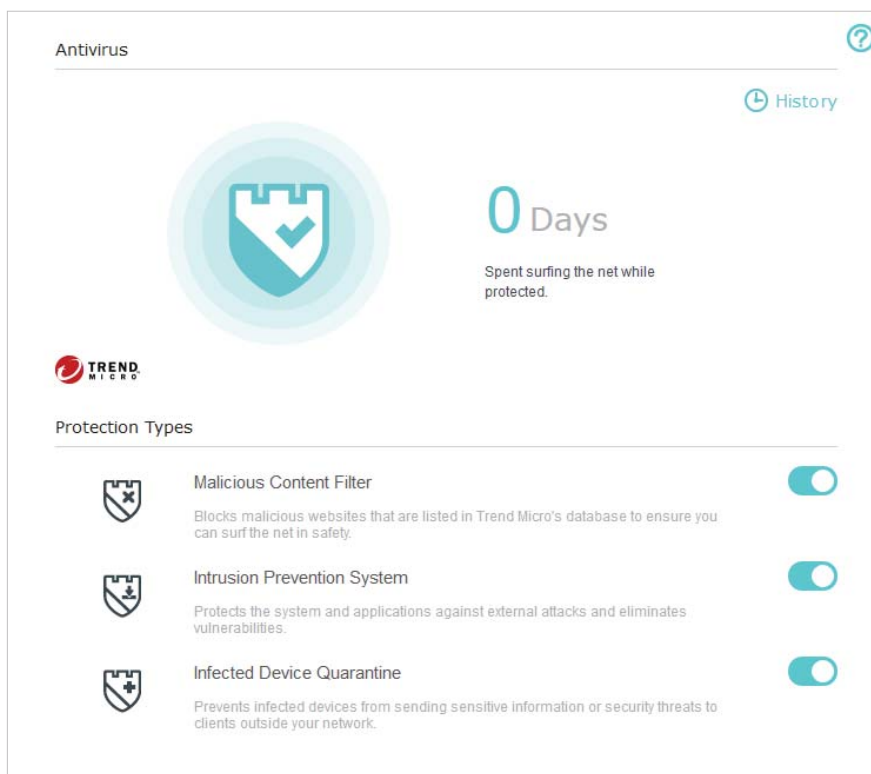 Antivirus
?
History
0 Days
Spent surfing the net while
protected.
TREND
MICRO
Protection Types
Malicious Content Filter
Blocks malicious websites that are listed in Trend Micro's database to ensure you
can surf the net in safety.
Intrusion Prevention System
Protects the system and applications against external attacks and eliminates
vulnerabilities.
Infected Device Quarantine
Prevents infected devices from sending sensitive information or security threats to
clients outside your network.